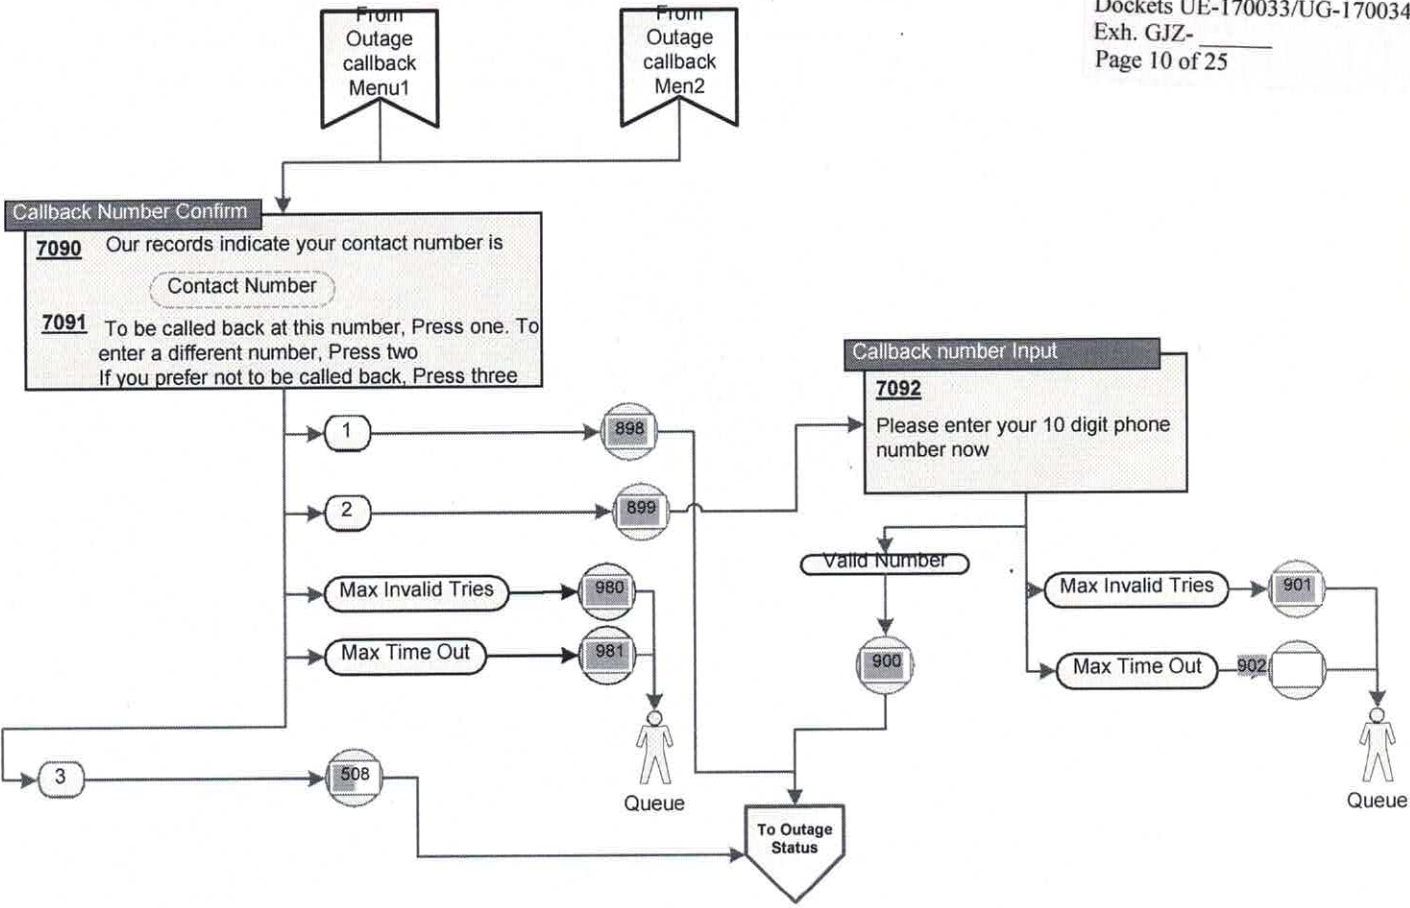 Dockets UE-170033/UG-170034
Exh. GJZ-
Page 10 of 25
From
Outage
callback
Menu1
From
Outage
callback
Men2
Callback Number Confirm
7090 Our records indicate your contact number is
Contact Number
7091 To be called back at this number, Press one. To
enter a different number, Press two
If you prefer not to be called back, Press three
Callback number Input
7092
Please enter your 10 digit phone
number now
1
898
2
899
Valid Number
Max Invalid Tries
980
Max Invalid Tries
901
Max Time Out
981
900
Max Time Out
902
3
508
Queue
Queue
To Outage
Status